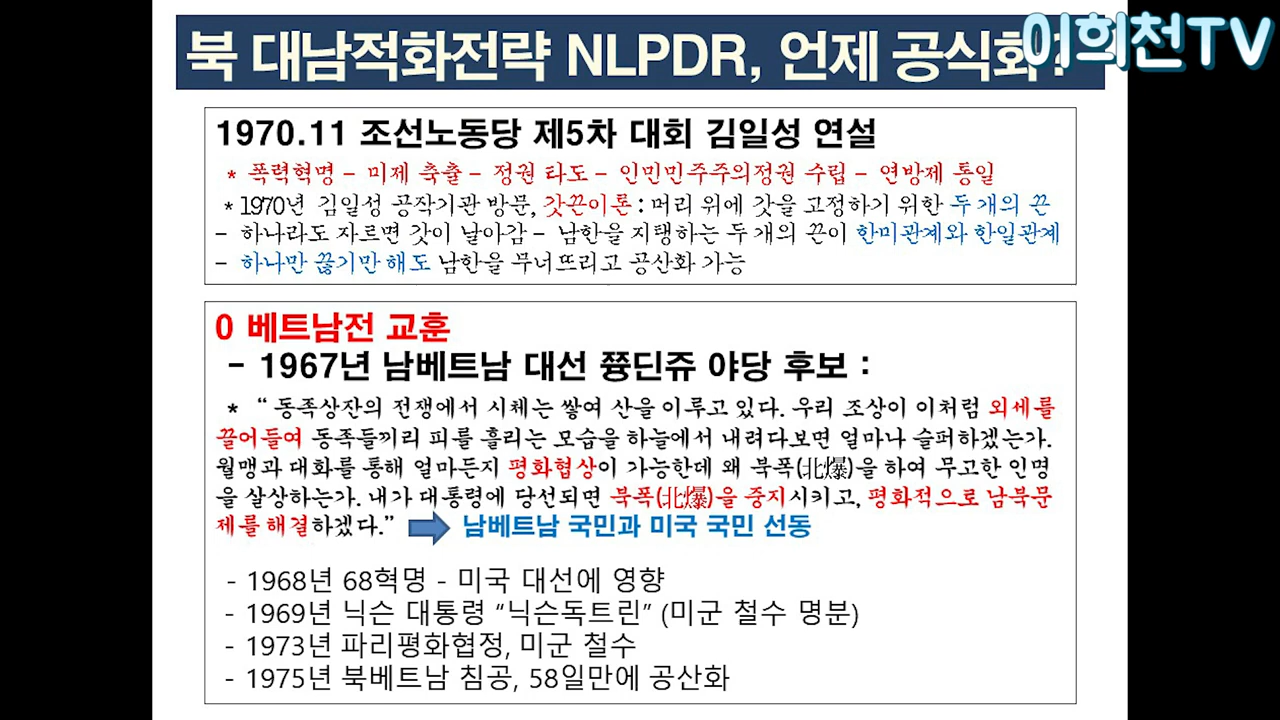 북 대남적화전략 NLPDR, 언제 공식화?
이희천TV
1970.11 조선노동당 제5차 대회 김일성 연설
* 폭력혁명 – 미제 축출 – 정권 타도 – 인민민주주의정권 수립 – 연방제 통일
* 1970년 김일성 공작기관 방문, 갓끈이론 : 머리 위에 갓을 고정하기 위한 두 개의 끈
– 하나라도 자르면 갓이 날아감 – 남한을 지탱하는 두 개의 끈이 한미관계와 한일관계
– 하나만 끊기만 해도 남한을 무너뜨리고 공산화 가능
0 베트남전 교훈
– 1967년 남베트남 대선 쯩딘쥬 야당 후보 :
* “ 동족상잔의 전쟁에서 시체는 쌓여 산을 이루고 있다. 우리 조상이 이처럼 외세를
끌어들여 동족들끼리 피를 흘리는 모습을 하늘에서 내려다보면 얼마나 슬퍼하겠는가.
월맹과 대화를 통해 얼마든지 평화협상이 가능한데 왜 북폭(北爆)을 하여 무고한 인명
을 살상하는가. 내가 대통령에 당선되면 북폭(北爆)을 중지시키고, 평화적으로 남북문
제를 해결하겠다.” 남베트남 국민과 미국 국민 선동
- 1968년 68혁명 - 미국 대선에 영향
- 1969년 닉슨 대통령 “닉슨독트린” (미군 철수 명분)
- 1973년 파리평화협정, 미군 철수
- 1975년 북베트남 침공, 58일만에 공산화